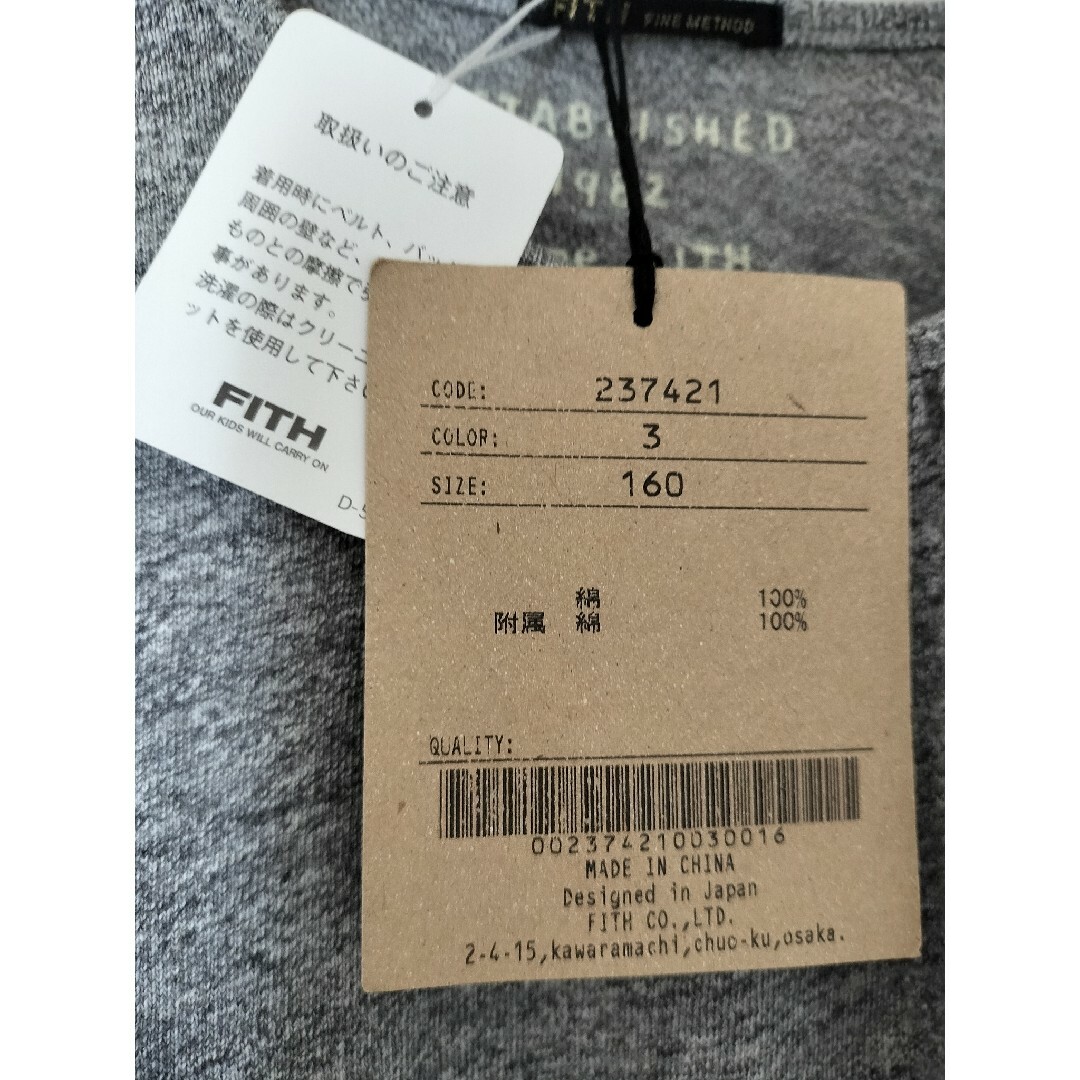 FITH FINE METHOD
ESTABLISHED
1982
FITH
取扱いのご注意
着用時にベルト、バッ
周囲の壁など、
ものとの摩擦で
事があります。
洗濯の際はクリーニ
ットを使用して下さい
FITH
OUR KIDS WILL CARRY ON
CODE: 237421
COLOR: 3
SIZE: 160
綿 100%
附属 綿 100%
QUALITY:
002374210030016
MADE IN CHINA
Designed in Japan
FITH CO.,LTD.
2-4-15,kawaramachi,chuo-ku,osaka.